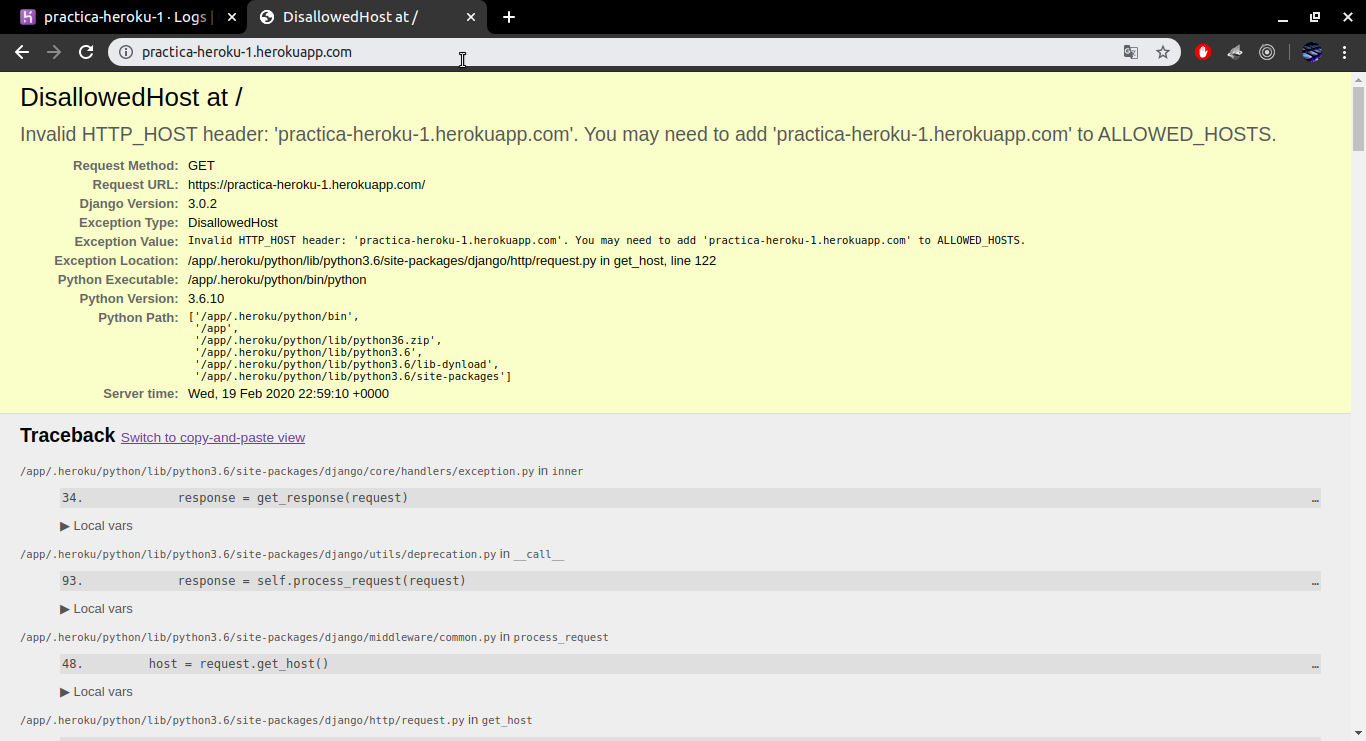 practica-heroku-1 · Logs |
DisallowedHost at /
practica-heroku-1.herokuapp.com
DisallowedHost at /
Invalid HTTP_HOST header: 'practica-heroku-1.herokuapp.com'. You may need to add 'practica-heroku-1.herokuapp.com' to ALLOWED_HOSTS.
Request Method: GET
Request URL: https://practica-heroku-1.herokuapp.com/
Django Version: 3.0.2
Exception Type: DisallowedHost
Exception Value: Invalid HTTP_HOST header: 'practica-heroku-1.herokuapp.com'. You may need to add 'practica-heroku-1.herokuapp.com' to ALLOWED_HOSTS.
Exception Location: /app/.heroku/python/lib/python3.6/site-packages/django/http/request.py in get_host, line 122
Python Executable: /app/.heroku/python/bin/python
Python Version: 3.6.10
Python Path: ['/app/.heroku/python/bin',
'/app',
'/app/.heroku/python/lib/python36.zip',
'/app/.heroku/python/lib/python3.6',
'/app/.heroku/python/lib/python3.6/lib-dynload',
'/app/.heroku/python/lib/python3.6/site-packages']
Server time: Wed, 19 Feb 2020 22:59:10 +0000
Traceback Switch to copy-and-paste view
/app/.heroku/python/lib/python3.6/site-packages/django/core/handlers/exception.py in inner
34. response = get_response(request) …
▶ Local vars
/app/.heroku/python/lib/python3.6/site-packages/django/utils/deprecation.py in __call__
93. response = self.process_request(request) …
▶ Local vars
/app/.heroku/python/lib/python3.6/site-packages/django/middleware/common.py in process_request
48. host = request.get_host() …
▶ Local vars
/app/.heroku/python/lib/python3.6/site-packages/django/http/request.py in get_host